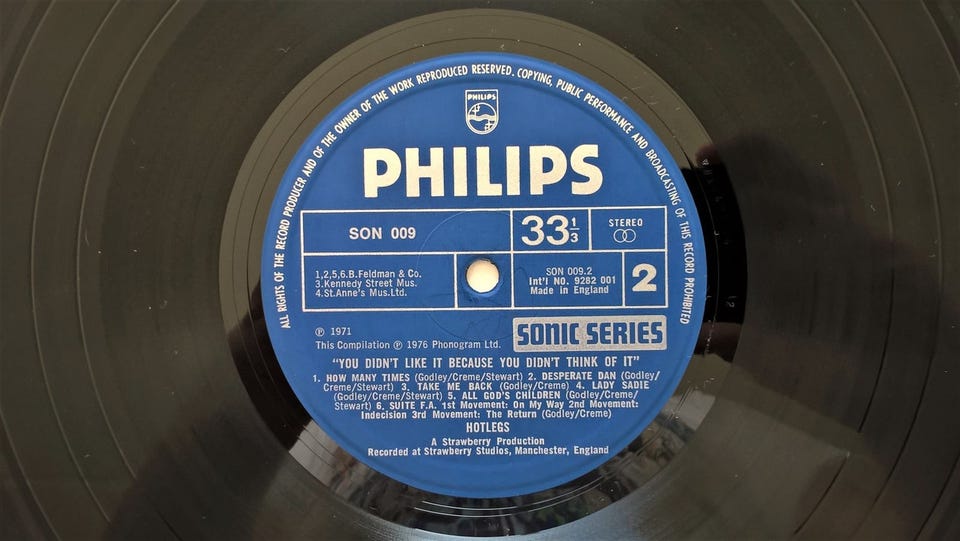 ALL RIGHTS OF THE RECORD PRODUCER AND OF THE OWNER OF THE WORK REPRODUCED RESERVED. COPYING, PUBLIC PERFORMANCE AND BROADCASTING OF THIS RECORD PROHIBITED
PHILIPS
PHILIPS
SON 009
33 1/3
STEREO
1,2,5,6.B.Feldman & Co.
3.Kennedy Street Mus.
4.St.Anne's Mus.Ltd.
SON 009.2
Int'l NO. 9282 001
Made in England
2
℗ 1971
This Compilation ℗ 1976 Phonogram Ltd.
SONIC SERIES
"YOU DIDN'T LIKE IT BECAUSE YOU DIDN'T THINK OF IT"
1. HOW MANY TIMES (Godley/Creme/Stewart) 2. DESPERATE DAN (Godley/
Creme/Stewart) 3. TAKE ME BACK (Godley/Creme) 4. LADY SADIE
(Godley/Creme/Stewart) 5. ALL GOD'S CHILDREN (Godley/Creme/
Stewart) 6. SUITE F.A. 1st Movement: On My Way 2nd Movement:
Indecision 3rd Movement: The Return (Godley/Creme)
HOTLEGS
A Strawberry Production
Recorded at Strawberry Studios, Manchester, England